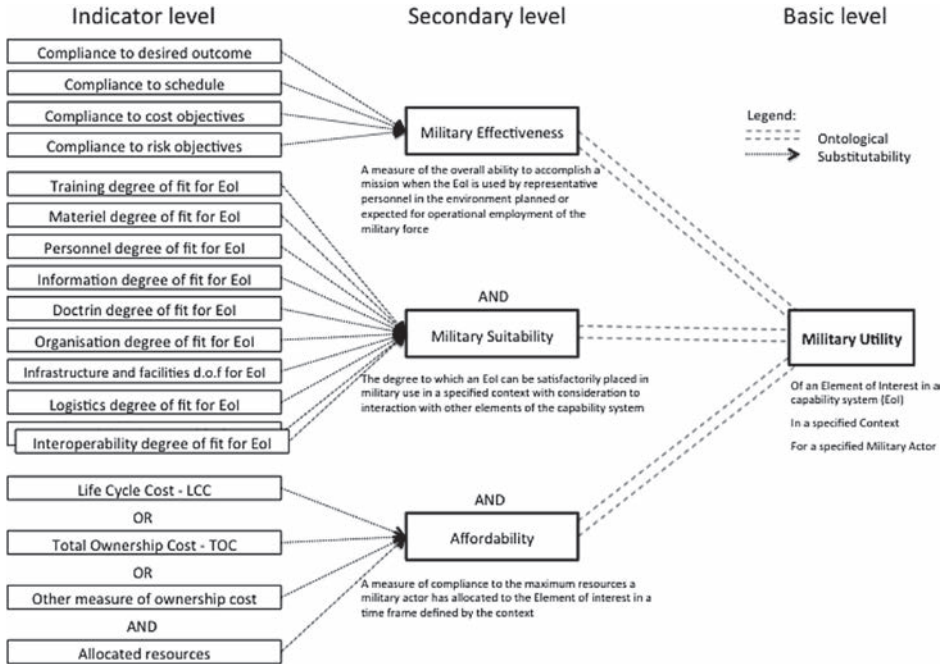 Indicator level
Compliance to desired outcome
Compliance to schedule
Compliance to cost objectives
Compliance to risk objectives
Training degree of fit for EoI
Materiel degree of fit for EoI
Personnel degree of fit for EoI
Information degree of fit for EoI
Doctrin degree of fit for EoI
Organisation degree of fit for EoI
Infrastructure and facilities d.o.f for EoI
Logistics degree of fit for EoI
Interoperability degree of fit for EoI
Life Cycle Cost - LCC
OR
Total Ownership Cost - TOC
OR
Other measure of ownership cost
AND
Allocated resources
Secondary level
Military Effectiveness
A measure of the overall ability to accomplish a
mission when the EoI is used by representative
personnel in the environment planned or
expected for operational employment of the
military force
AND
Military Suitability
The degree to which an EoI can be satisfactorily placed in
military use in a specified context with consideration to
interaction with other elements of the capability system
AND
Affordability
A measure of compliance to the maximum resources a
military actor has allocated to the Element of interest in a
time frame defined by the context
Basic level
Legend:
Ontological
Substitutability
Military Utility
Of an Element of Interest in a
capability system (EoI)
In a specified Context
For a specified Military Actor